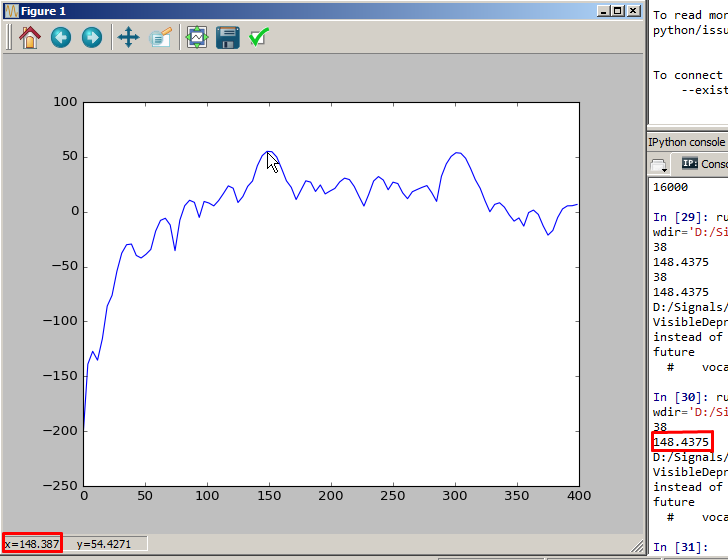 Figure 1
100
50
0
−50
−100
−150
−200
−250
0 50 100 150 200 250 300 350 400
x=148.387 y=54.4271
To read mor
python/issu
To connect
--exist
IPython console
IP: Conso
16000
In [29]: ru
wdir='D:/Sig
38
148.4375
38
148.4375
D:/Signals/
VisibleDepr
instead of
future
# voca
In [30]: ru
wdir='D:/Sig
38
148.4375
D:/Signals/
VisibleDepr
instead of
future
# voca
In [31]: